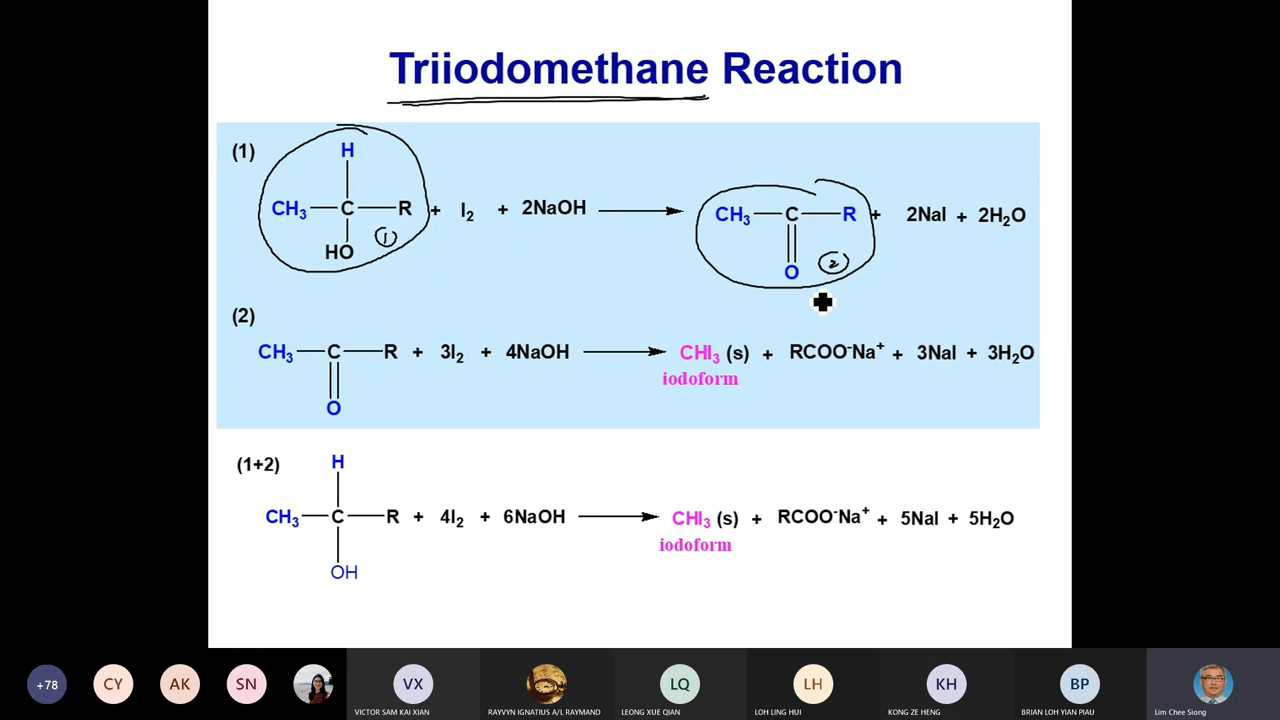 Triiodomethane Reaction
(1)
H
CH₃ — C — R + I₂ + 2NaOH ⟶ CH₃ — C — R + 2NaI + 2H₂O
HO ① O ②
(2)
CH₃ — C — R + 3I₂ + 4NaOH ⟶ CHI₃ (s) + RCOO⁻Na⁺ + 3NaI + 3H₂O
iodoform
O
(1+2)
H
CH₃ — C — R + 4I₂ + 6NaOH ⟶ CHI₃ (s) + RCOO⁻Na⁺ + 5NaI + 5H₂O
iodoform
OH
+78 CY AK SN VX LQ LH KH BP
VICTOR SAM KAI XIAN RAYVYN IGNATIUS A/L RAYMAND LEONG XUE QIAN LOH LING HUI KONG ZE HENG BRIAN LOH YIAN PIAU Lim Chee Siong